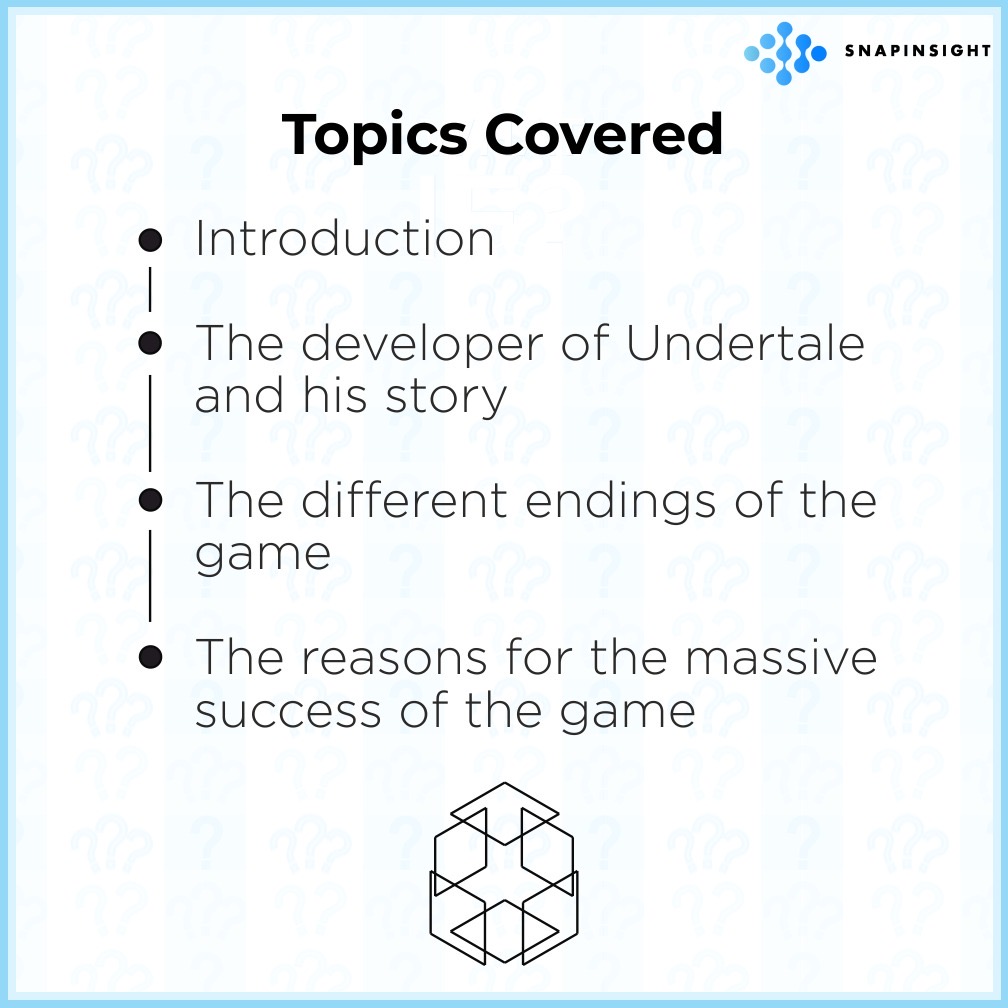 SNAPINSIGHT
Topics Covered
Introduction
The developer of Undertale
and his story
The different endings of the
game
The reasons for the massive
success of the game